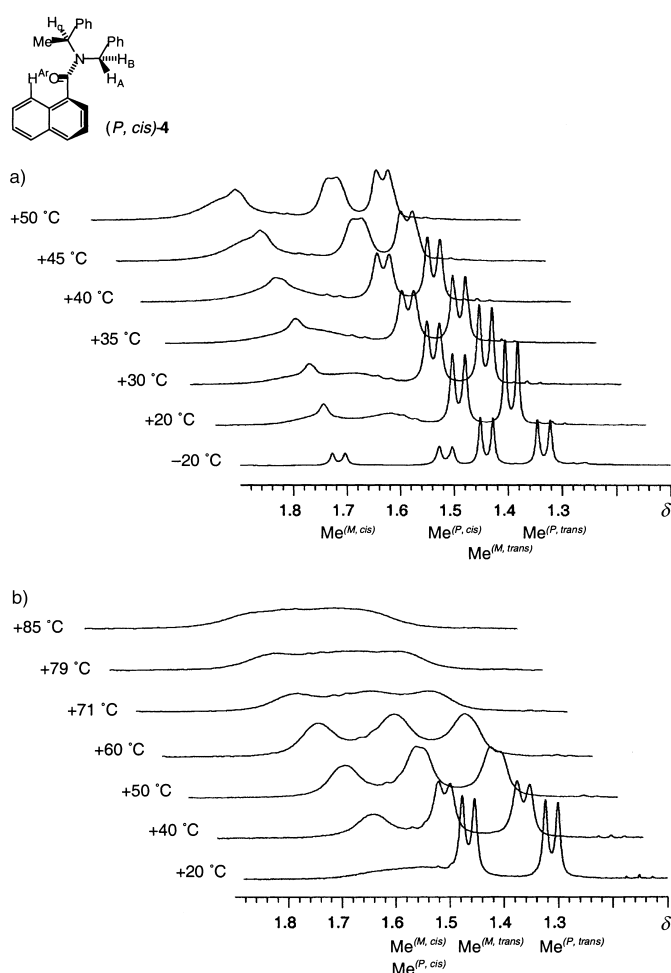 Hα Ph
Me Ph
N HB
HArO HA
(P, cis)-4
a)
+50 ˚C
+45 ˚C
+40 ˚C
+35 ˚C
+30 ˚C
+20 ˚C
−20 ˚C
1.8 1.7 1.6 1.5 1.4 1.3 δ
Me(M, cis) Me(P, cis) Me(P, trans)
Me(M, trans)
b)
+85 ˚C
+79 ˚C
+71 ˚C
+60 ˚C
+50 ˚C
+40 ˚C
+20 ˚C
1.8 1.7 1.6 1.5 1.4 1.3 δ
Me(M, cis) Me(M, trans) Me(P, trans)
Me(P, cis)